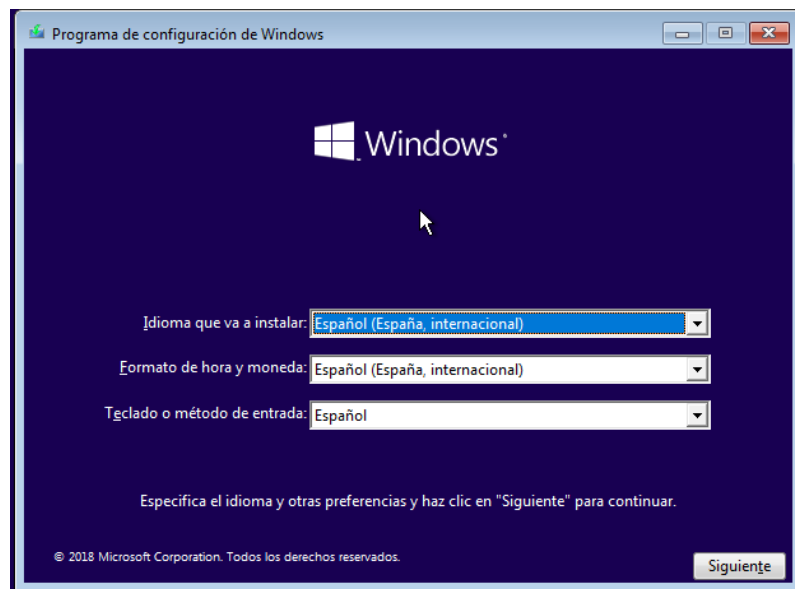 Programa de configuración de Windows
Windows
Idioma que va a instalar: Español (España, internacional)
Formato de hora y moneda: Español (España, internacional)
Teclado o método de entrada: Español
Especifica el idioma y otras preferencias y haz clic en "Siguiente" para continuar.
© 2018 Microsoft Corporation. Todos los derechos reservados.
Siguiente